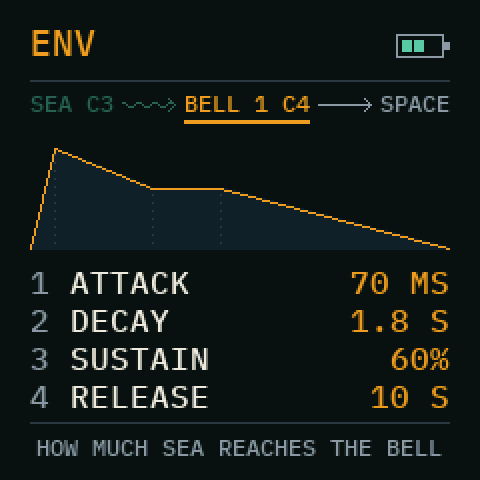 ENV
SEA C3 BELL 1 C4 SPACE
1 ATTACK 70 MS
2 DECAY 1.8 S
3 SUSTAIN 60%
4 RELEASE 10 S
HOW MUCH SEA REACHES THE BELL